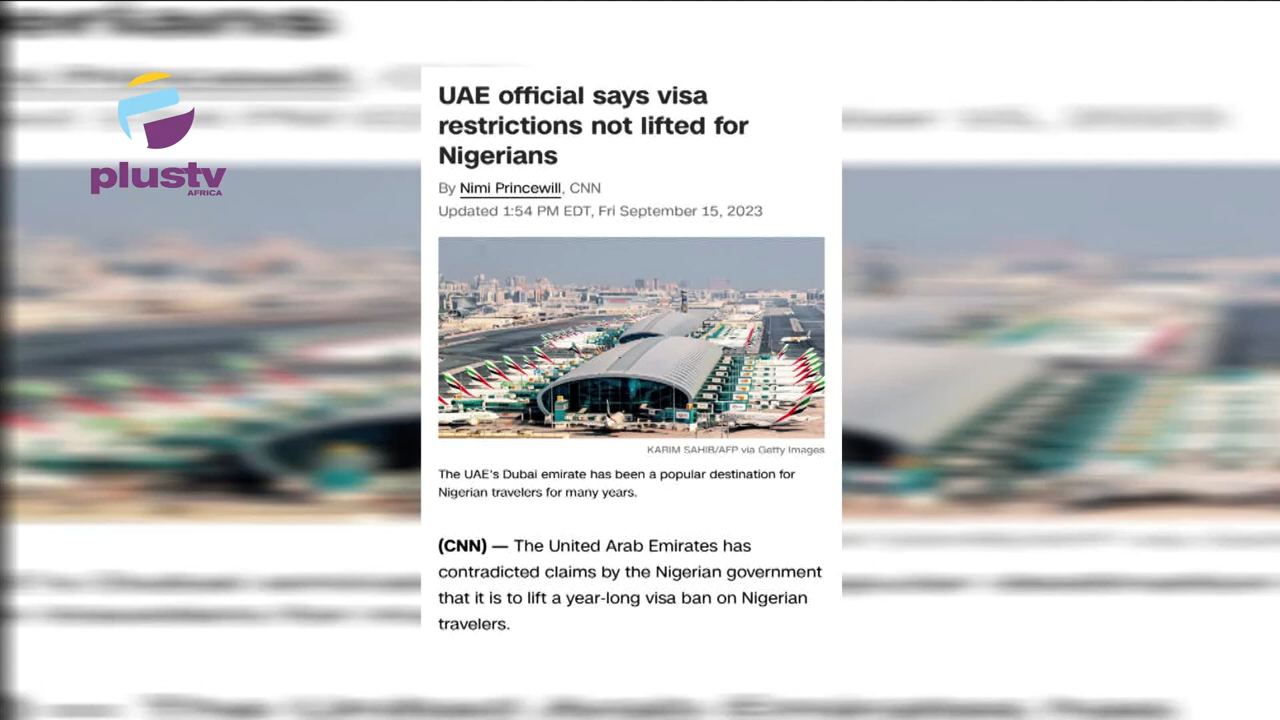 plustv
AFRICA
UAE official says visa
restrictions not lifted for
Nigerians
By Nimi Princewill, CNN
Updated 1:54 PM EDT, Fri September 15, 2023
KARIM SAHIB/AFP via Getty Images
The UAE's Dubai emirate has been a popular destination for
Nigerian travelers for many years.
(CNN) — The United Arab Emirates has
contradicted claims by the Nigerian government
that it is to lift a year-long visa ban on Nigerian
travelers.